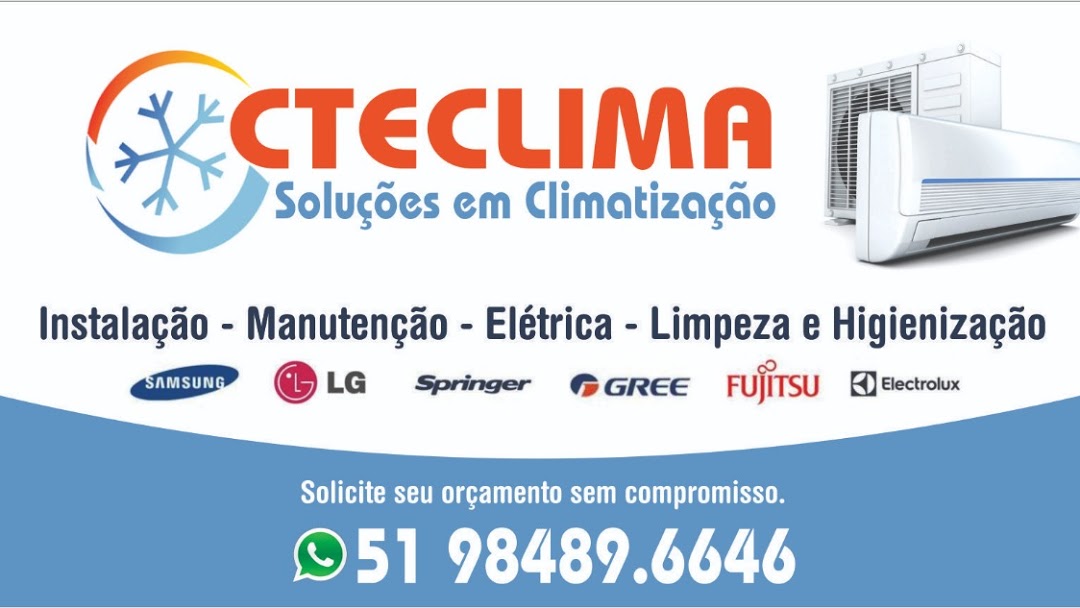 CTECLIMA
Soluções em Climatização
Instalação - Manutenção - Elétrica - Limpeza e Higienização
SAMSUNG LG Springer GREE FUJITSU Electrolux
Solicite seu orçamento sem compromisso.
51 98489.6646